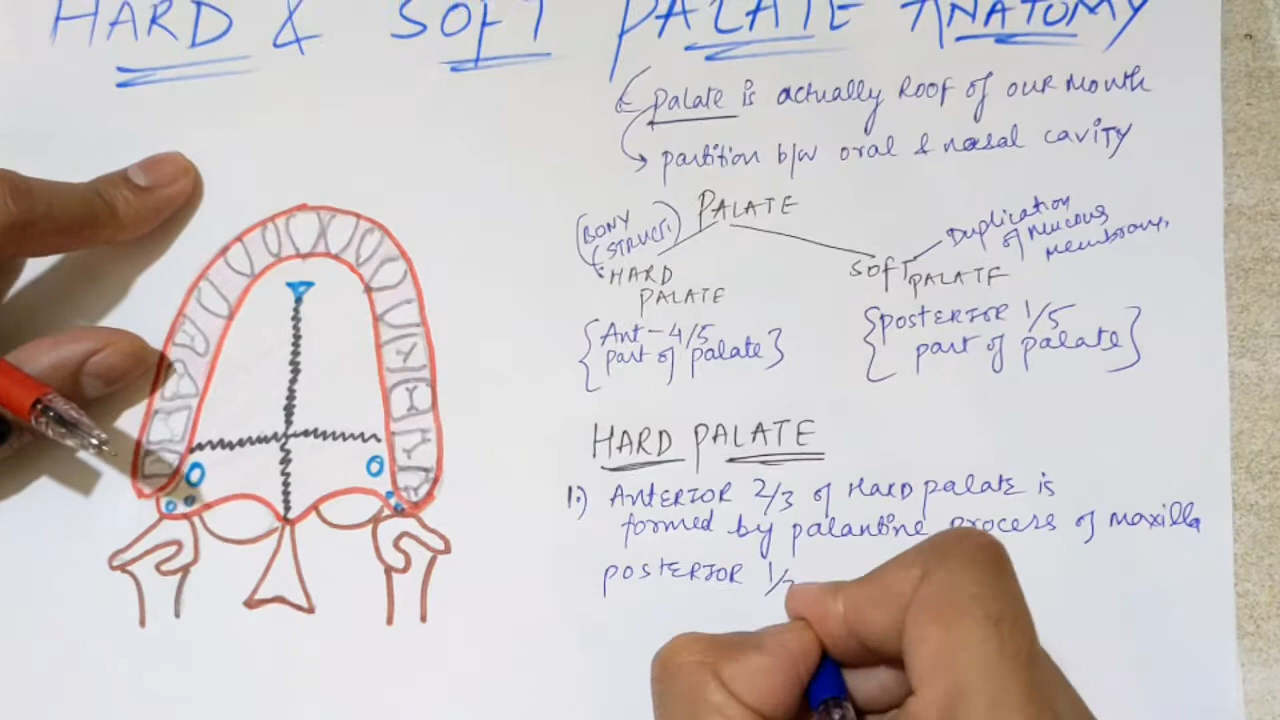 HARD & SOFT PALATE ANATOMY
palate is actually Roof of our Mouth
partition b/w oral & nasal cavity
PALATE
(BONY
(STRUCT.)
HARD
PALATE
Duplication
of mucous
membrane,
SOFT
PALATE
{Ant - 4/5
part of palate}
{POSTERIOR 1/5
part of palate}
HARD PALATE
1.) ANTERIOR 2/3 of HARD palate is
formed by palantine process of maxilla
POSTERIOR